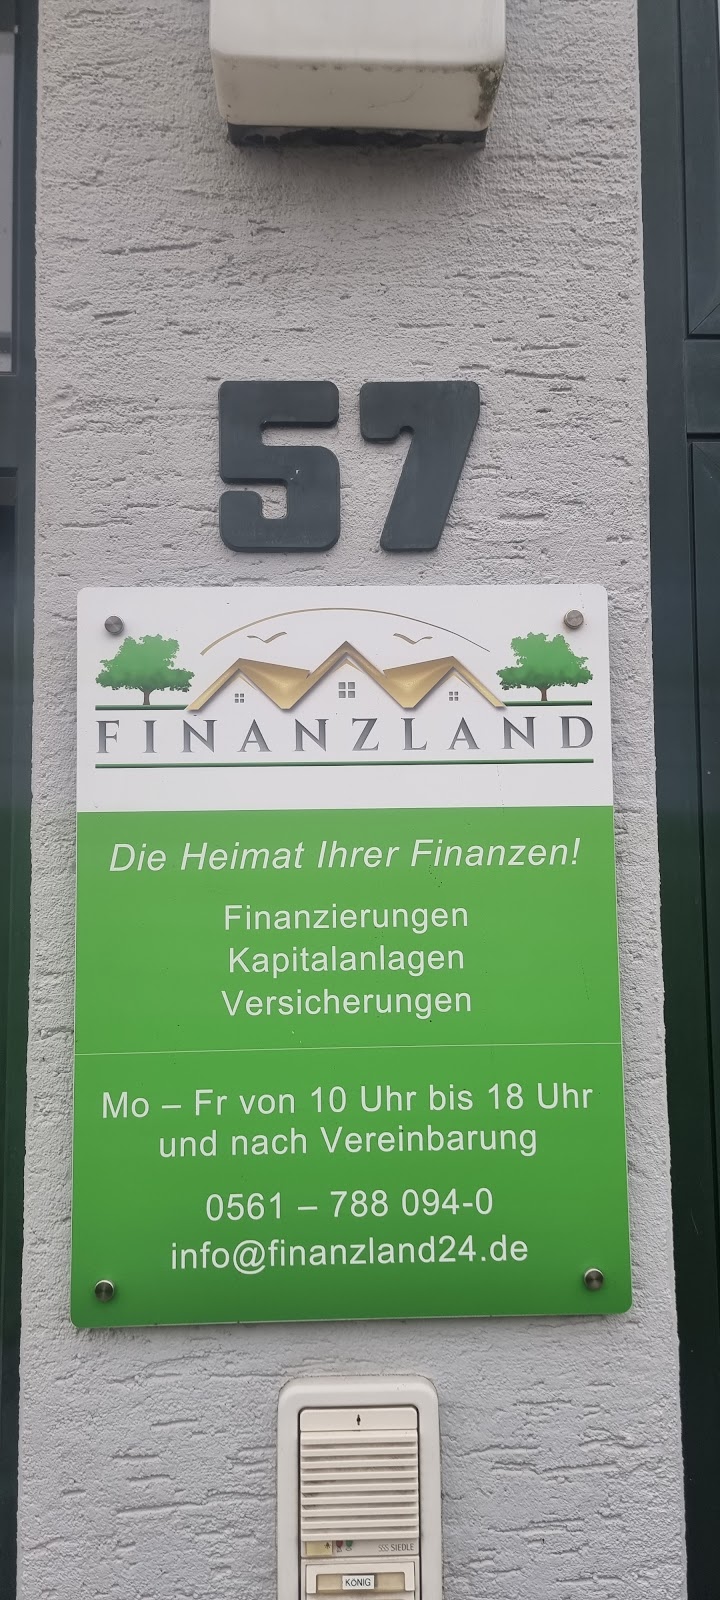 57
FINANZLAND
Die Heimat Ihrer Finanzen!
Finanzierungen
Kapitalanlagen
Versicherungen
Mo – Fr von 10 Uhr bis 18 Uhr
und nach Vereinbarung
0561 – 788 094-0
info@finanzland24.de
SSS SIEDLE
KÖNIG